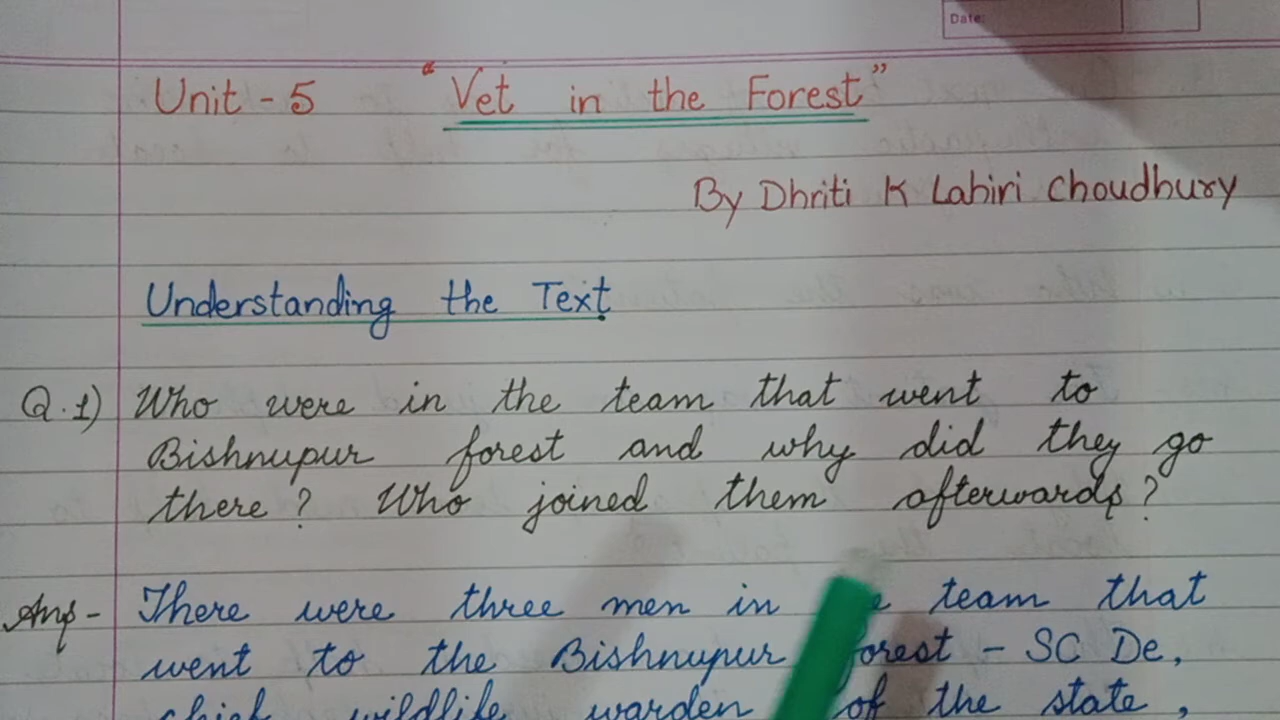 Date:
Unit - 5 "Vet in the Forest"
By Dhriti K Lahiri Choudhury
Understanding the Text
Q.1) Who were in the team that went to
Bishnupur forest and why did they go
there? Who joined them afterwards?
Ans- There were three men in team that
went to the Bishnupur forest - SC De,
chief wildlife warden of the state,